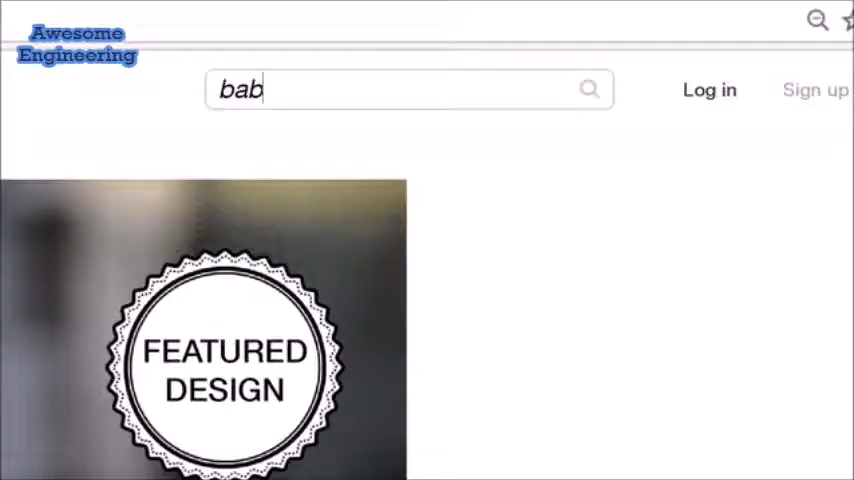 Awesome
Engineering
bab
Log in
Sign up
FEATURED
DESIGN